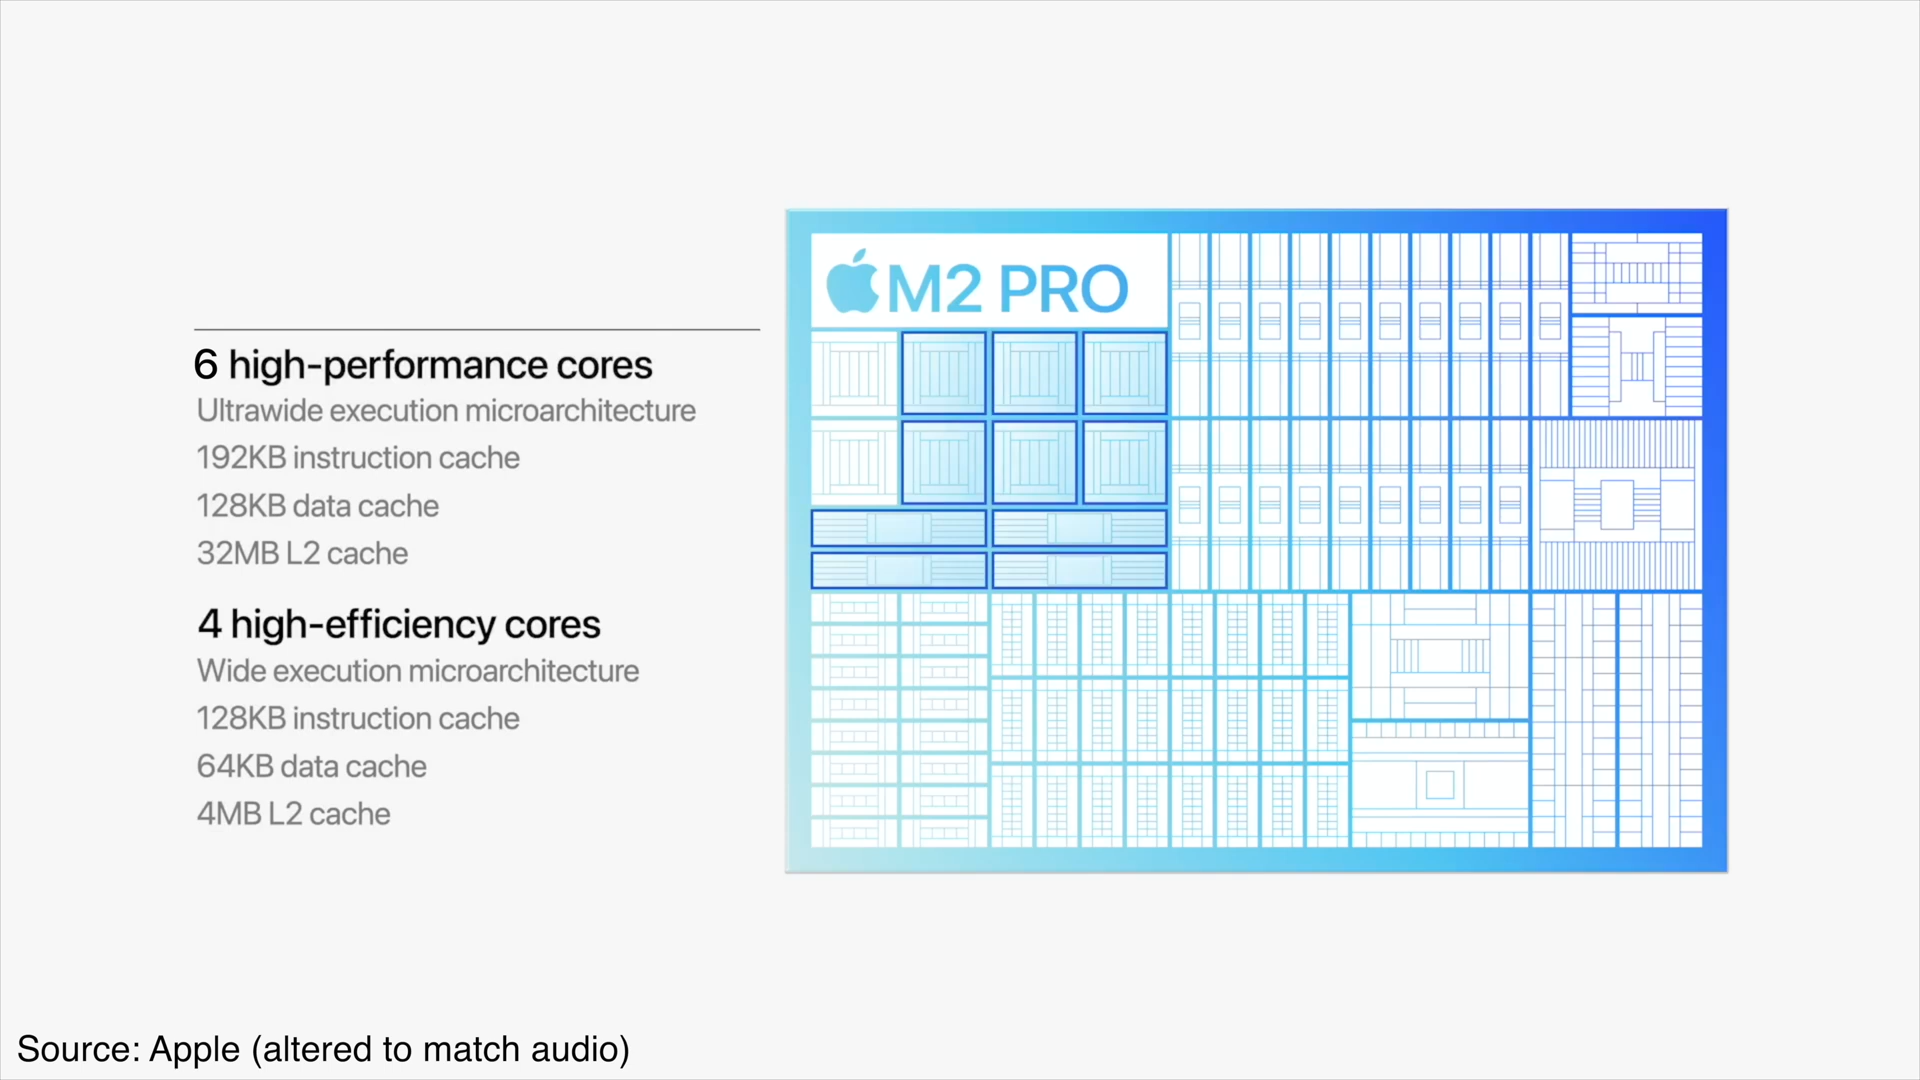 M2 PRO
6 high-performance cores
Ultrawide execution microarchitecture
192KB instruction cache
128KB data cache
32MB L2 cache
4 high-efficiency cores
Wide execution microarchitecture
128KB instruction cache
64KB data cache
4MB L2 cache
Source: Apple (altered to match audio)